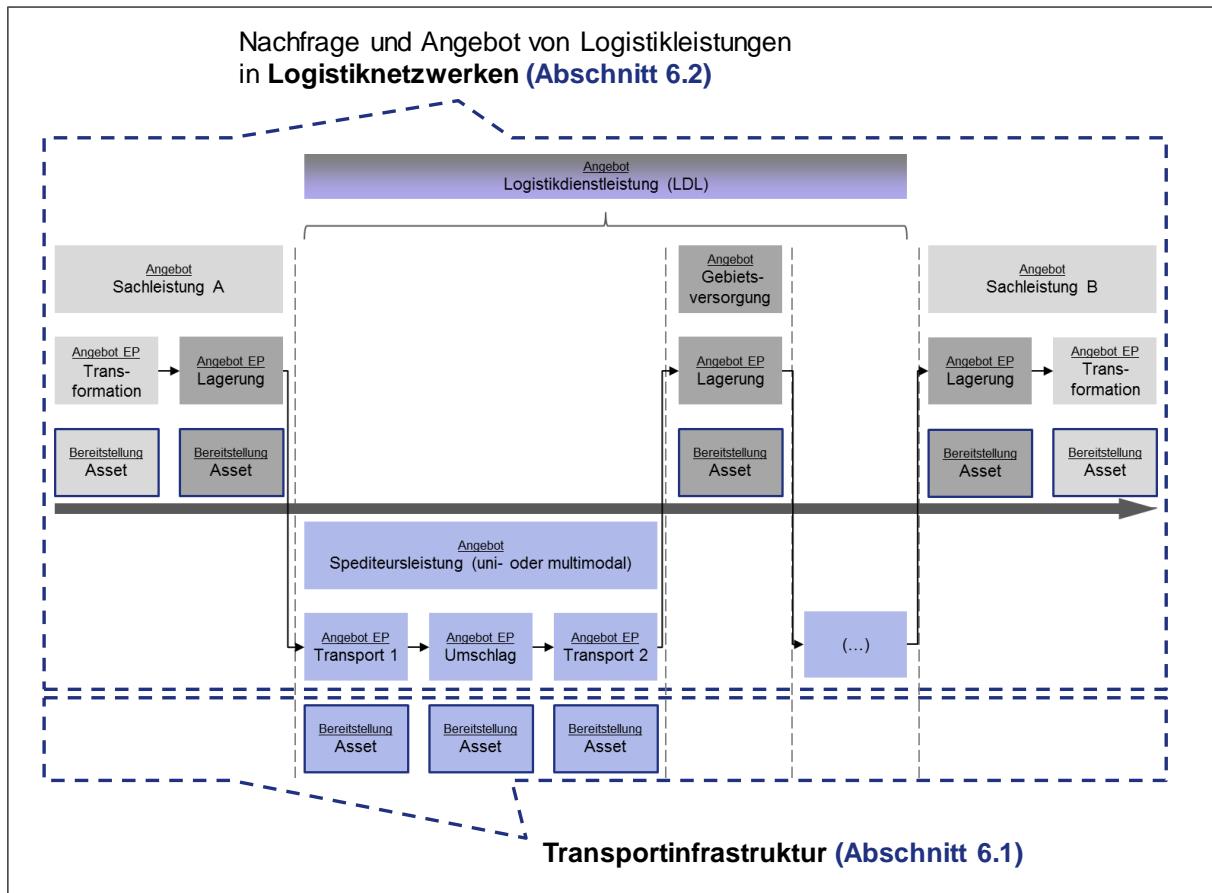 Nachfrage und Angebot von Logistikleistungen
in Logistiknetzwerken (Abschnitt 6.2)
Angebot
Logistikdienstleistung (LDL)
Angebot
Sachleistung A
Angebot
Gebiets-
versorgung
Angebot
Sachleistung B
Angebot EP
Trans-
formation
Angebot EP
Lagerung
Angebot EP
Lagerung
Angebot EP
Lagerung
Angebot EP
Trans-
formation
Bereitstellung
Asset
Bereitstellung
Asset
Bereitstellung
Asset
Bereitstellung
Asset
Bereitstellung
Asset
Angebot
Spediteursleistung (uni- oder multimodal)
Angebot EP
Transport 1
Angebot EP
Umschlag
Angebot EP
Transport 2
(…)
Bereitstellung
Asset
Bereitstellung
Asset
Bereitstellung
Asset
Transportinfrastruktur (Abschnitt 6.1)